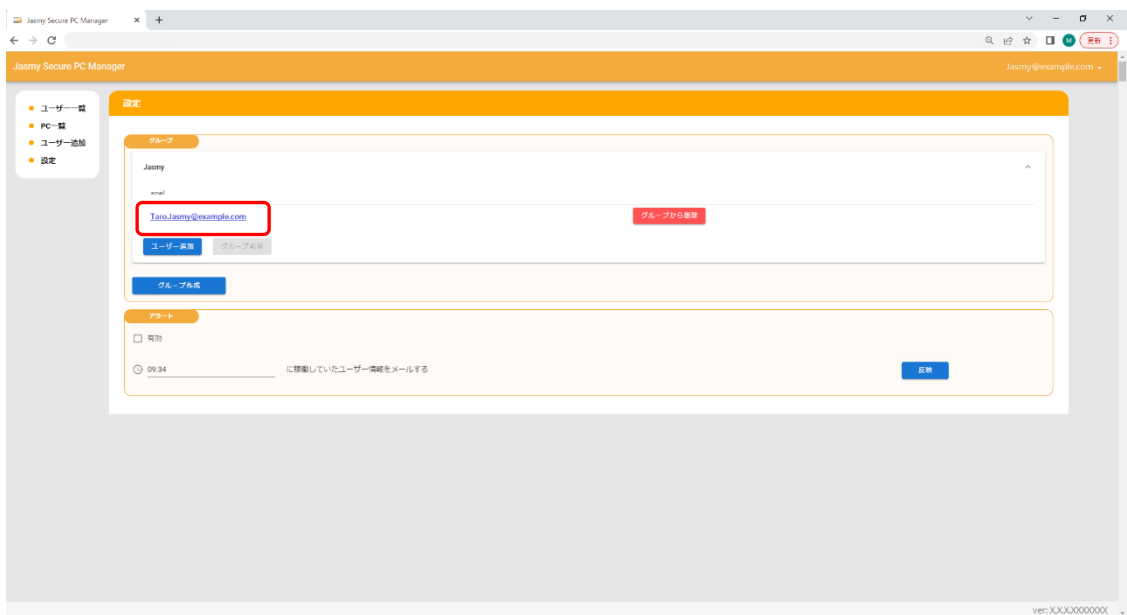 Jasmy Secure PC Manager
更新
Jasmy Secure PC Manager
Jasmy@example.com
ユーザー一覧
PC一覧
ユーザー追加
設定
設定
グループ
Jasmy
email
Taro.Jasmy@example.com
グループから削除
ユーザー追加 グループ削除
グループ作成
アラート
有効
09:34 に稼働していたユーザー情報をメールする
反映
ver: X.X.XXXXXXXX